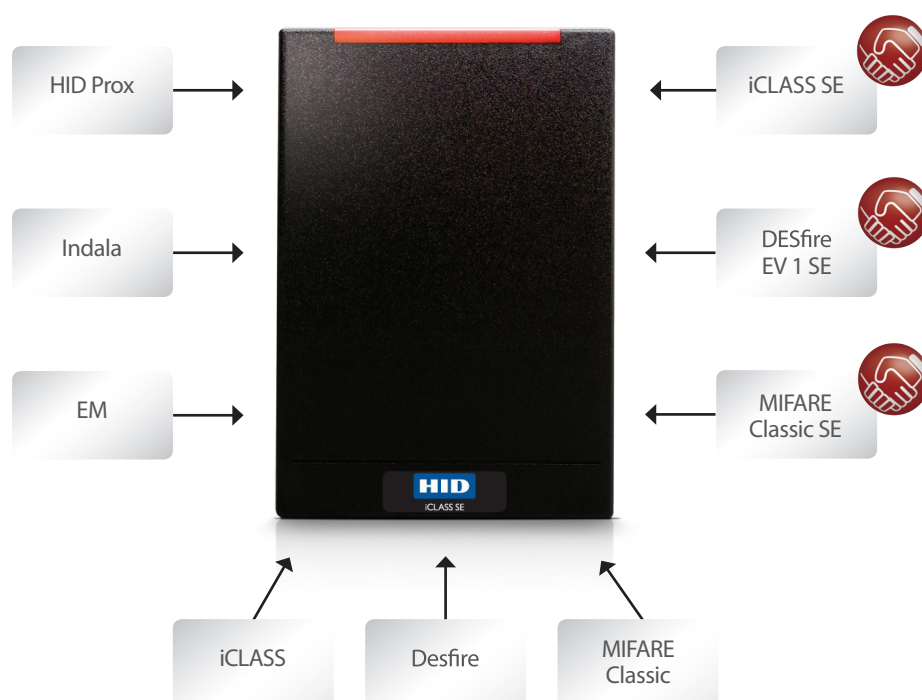 HID Prox
iCLASS SE
Indala
DESfire
EV 1 SE
EM
MIFARE
Classic SE
HID
iCLASS SE
iCLASS
Desfire
MIFARE
Classic